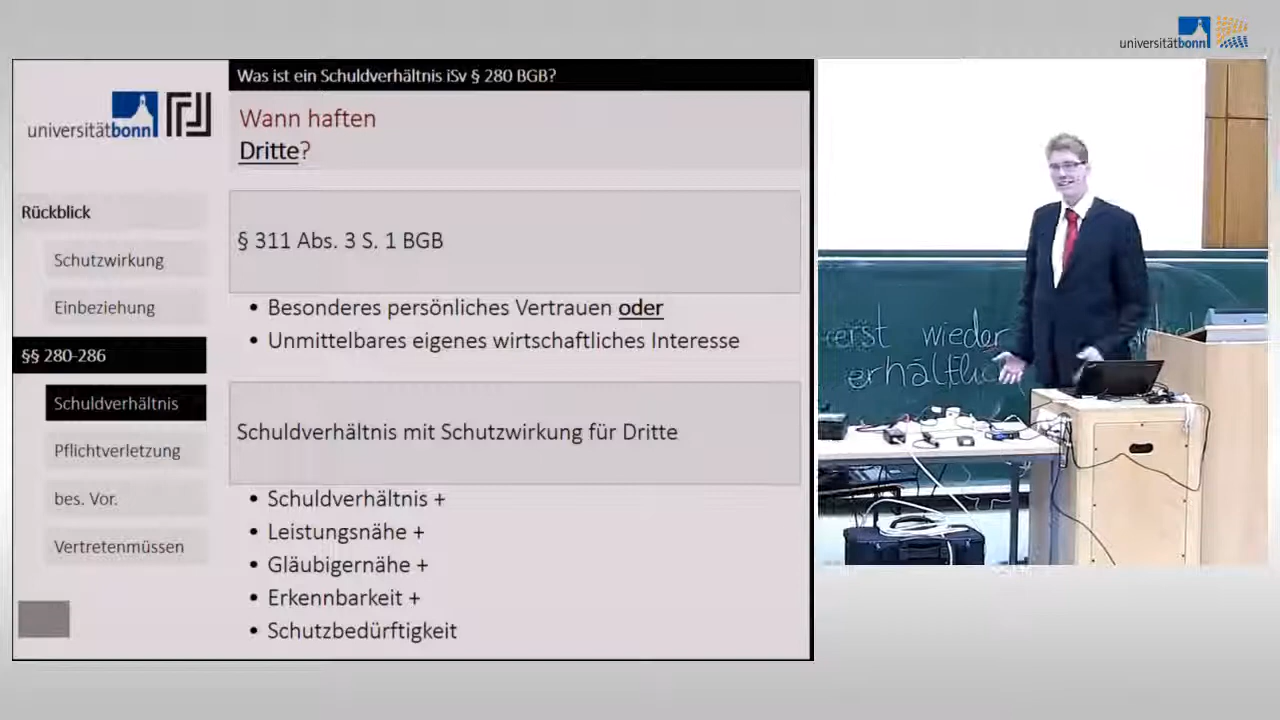 universitätbonn
Was ist ein Schuldverhältnis iSv § 280 BGB?
universitätbonn
Wann haften
Dritte?
Rückblick
Schutzwirkung
Einbeziehung
§§ 280-286
Schuldverhältnis
Pflichtverletzung
bes. Vor.
Vertretenmüssen
§ 311 Abs. 3 S. 1 BGB
• Besonderes persönliches Vertrauen oder
• Unmittelbares eigenes wirtschaftliches Interesse
Schuldverhältnis mit Schutzwirkung für Dritte
• Schuldverhältnis +
• Leistungsnähe +
• Gläubigernähe +
• Erkennbarkeit +
• Schutzbedürftigkeit
wieder
erhältlic